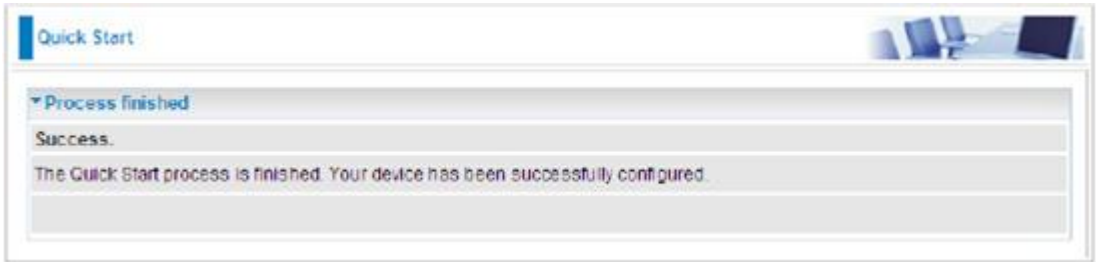 Quick Start
Process finished
Success.
The Quick Start process is finished. Your device has been successfully configured.